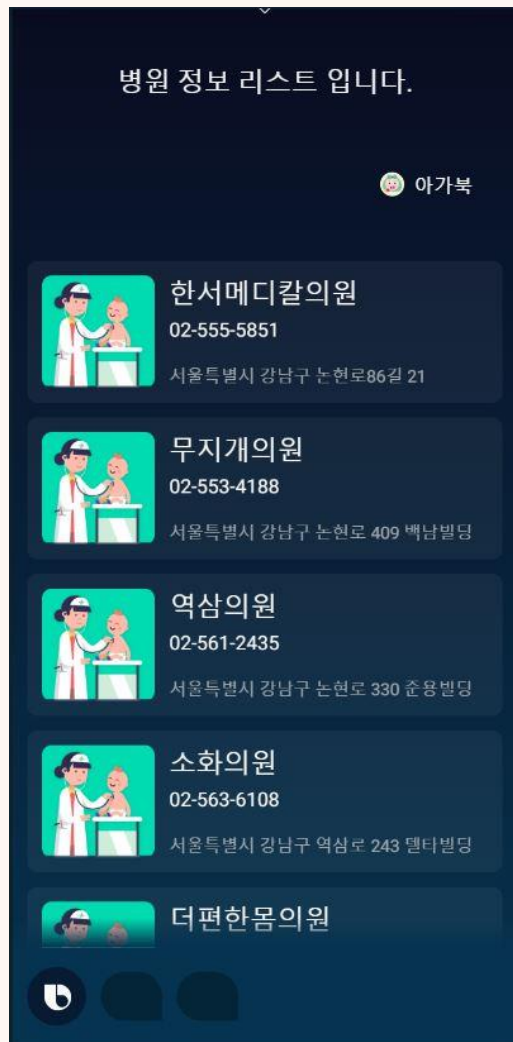 병원 정보 리스트 입니다.
아가북
한서메디칼의원
02-555-5851
서울특별시 강남구 논현로86길 21
무지개의원
02-553-4188
서울특별시 강남구 논현로 409 백남빌딩
역삼의원
02-561-2435
서울특별시 강남구 논현로 330 준용빌딩
소화의원
02-563-6108
서울특별시 강남구 역삼로 243 델타빌딩
더편한몸의원